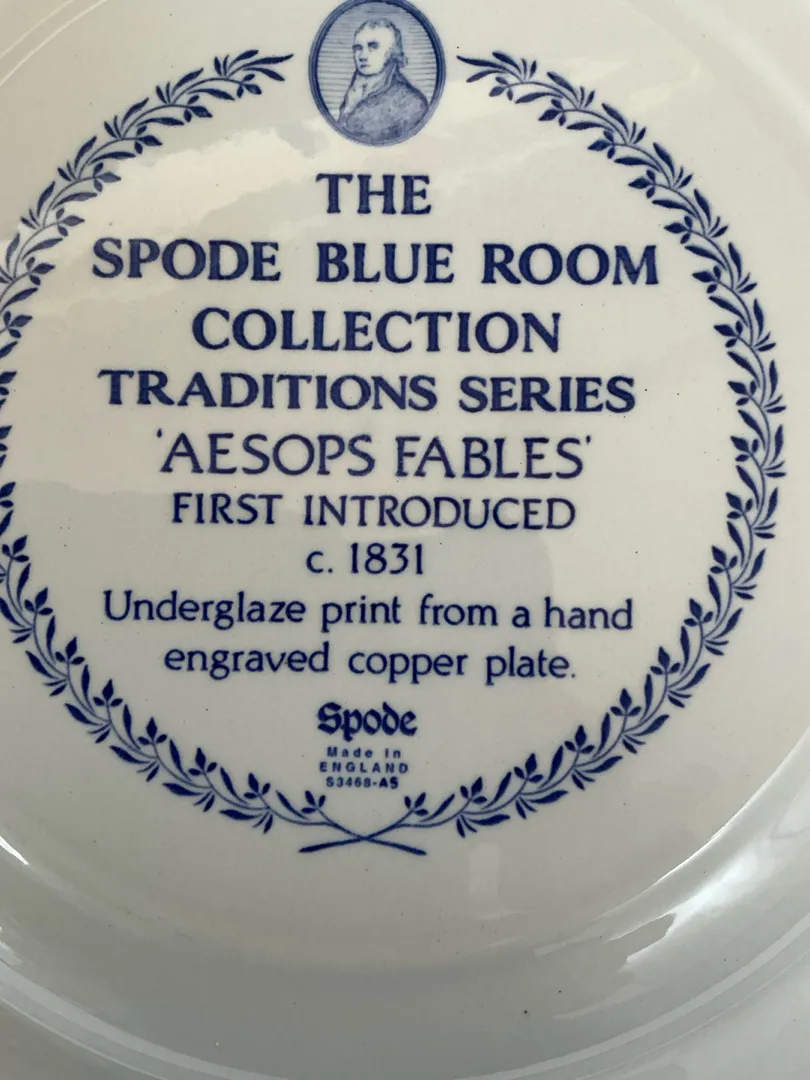 THE
SPODE BLUE ROOM
COLLECTION
TRADITIONS SERIES
'AESOPS FABLES'
FIRST INTRODUCED
c. 1831
Underglaze print from a hand
engraved copper plate.
Spode
Made in
ENGLAND
S3468-A5